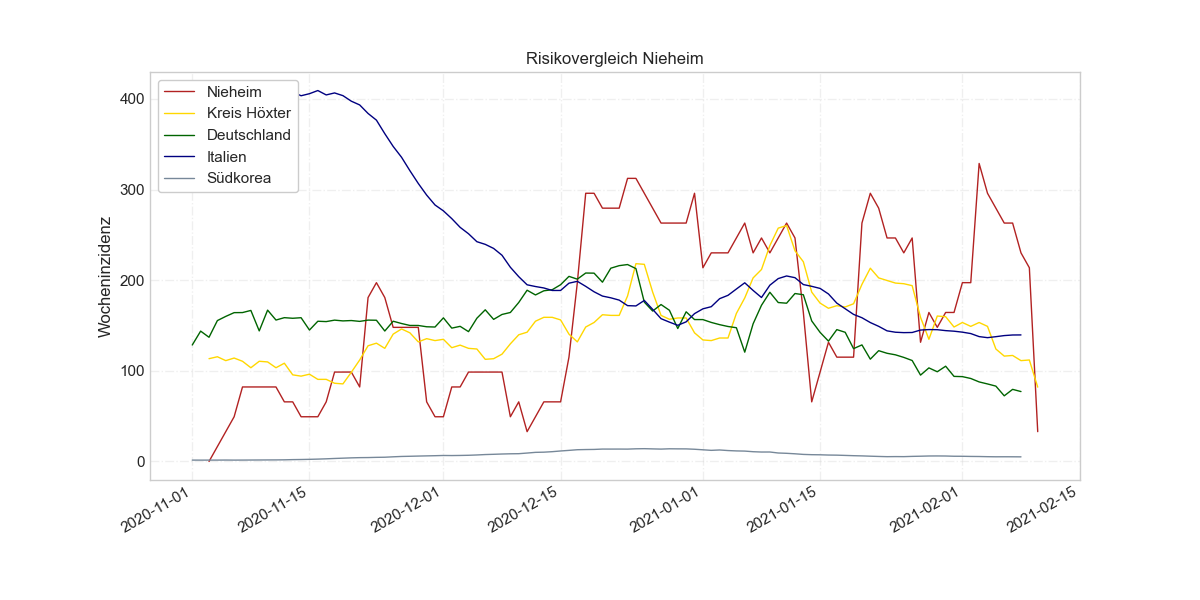 Risikovergleich Nieheim
Nieheim
Kreis Höxter
Deutschland
Italien
Südkorea
Wocheninzidenz
400
300
200
100
0
2020-11-01
2020-11-15
2020-12-01
2020-12-15
2021-01-01
2021-01-15
2021-02-01
2021-02-15